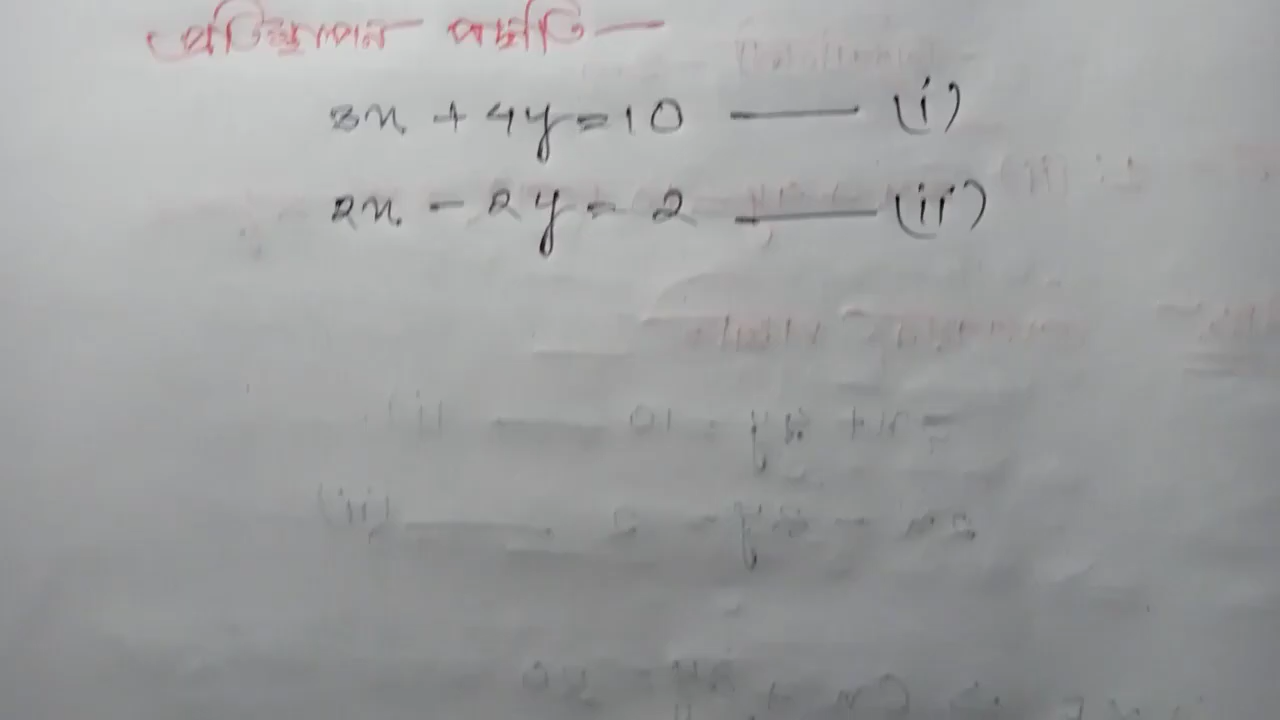 প্রতিস্থাপন পদ্ধতি —
3x + 4y = 10 —— (i)
2x - 2y = 2 —— (ii)